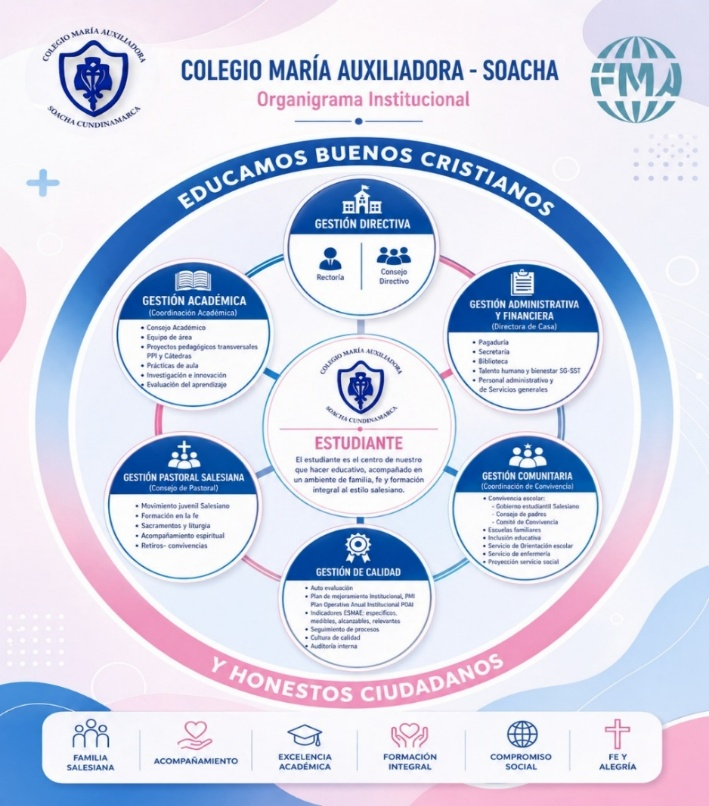 COLEGIO MARÍA AUXILIADORA
SOACHA CUNDINAMARCA
COLEGIO MARÍA AUXILIADORA - SOACHA
Organigrama Institucional
FMA
EDUCAMOS BUENOS CRISTIANOS
GESTIÓN DIRECTIVA
Rectoría
Consejo
Directivo
GESTIÓN ACADÉMICA
(Coordinación Académica)
• Consejo Académico
• Equipo de área
• Proyectos pedagógicos transversales
PPI y Cátedras
• Prácticas de aula
• Investigación e innovación
• Evaluación del aprendizaje
GESTIÓN ADMINISTRATIVA
Y FINANCIERA
(Directora de Casa)
• Pagaduría
• Secretaría
• Biblioteca
• Talento humano y bienestar SG-SST
• Personal administrativo y
de Servicios generales
COLEGIO MARÍA AUXILIADORA
SOACHA CUNDINAMARCA
ESTUDIANTE
El estudiante es el centro de nuestro
que hacer educativo, acompañado en
un ambiente de familia, fe y formación
integral al estilo salesiano.
GESTIÓN PASTORAL SALESIANA
(Consejo de Pastoral)
• Movimiento juvenil Salesiano
• Formación en la fe
• Sacramentos y liturgia
• Acompañamiento espiritual
• Retiros- convivencias
GESTIÓN COMUNITARIA
(Coordinación de Convivencia)
• Convivencia escolar:
- Gobierno estudiantil Salesiano
- Consejo de padres
- Comité de Convivencia
• Escuelas familiares
• Inclusión educativa
• Servicio de Orientación escolar
• Servicio de enfermería
• Proyección servicio social
GESTIÓN DE CALIDAD
• Auto evaluación
• Plan de mejoramiento Institucional, PMI
Plan Operativo Anual Institucional POAI
• Indicadores ESMAE: específicos,
medibles, alcanzables, relevantes
• Seguimiento de procesos
• Cultura de calidad
• Auditoría interna
Y HONESTOS CIUDADANOS
FAMILIA
SALESIANA
ACOMPAÑAMIENTO
EXCELENCIA
ACADÉMICA
FORMACIÓN
INTEGRAL
COMPROMISO
SOCIAL
FE Y
ALEGRÍA